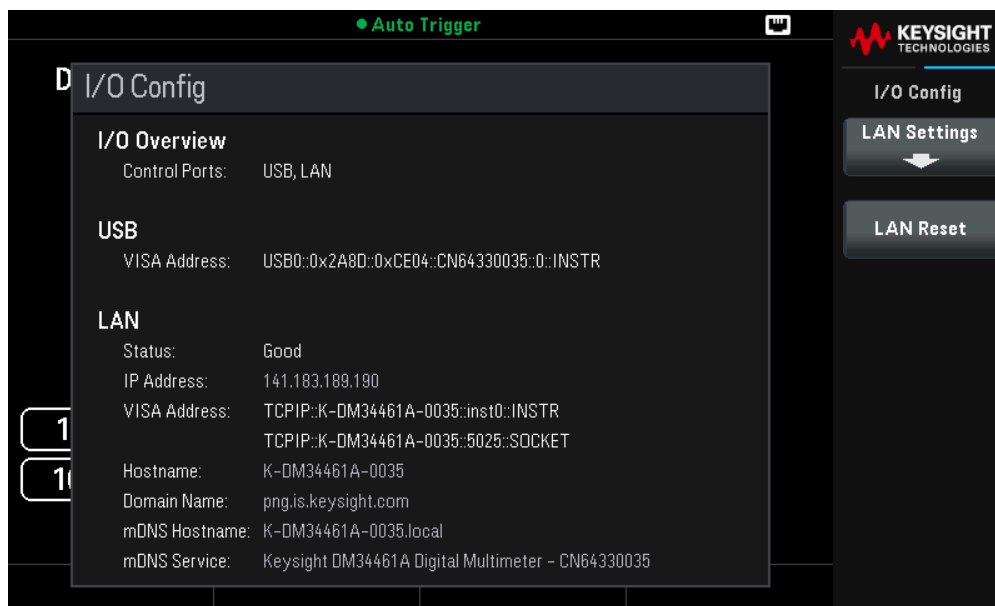 Auto Trigger
KEYSIGHT
TECHNOLOGIES
D
I/O Config
I/O Config
I/O Overview
LAN Settings
Control Ports: USB, LAN
USB
LAN Reset
VISA Address: USB0::0x2A8D::0xCE04::CN64330035::0::INSTR
LAN
Status: Good
IP Address: 141.183.189.190
VISA Address: TCPIP::K-DM34461A-0035::inst0::INSTR
TCPIP::K-DM34461A-0035::5025::SOCKET
1
Hostname: K-DM34461A-0035
10
Domain Name: png.is.keysight.com
mDNS Hostname: K-DM34461A-0035.local
mDNS Service: Keysight DM34461A Digital Multimeter - CN64330035